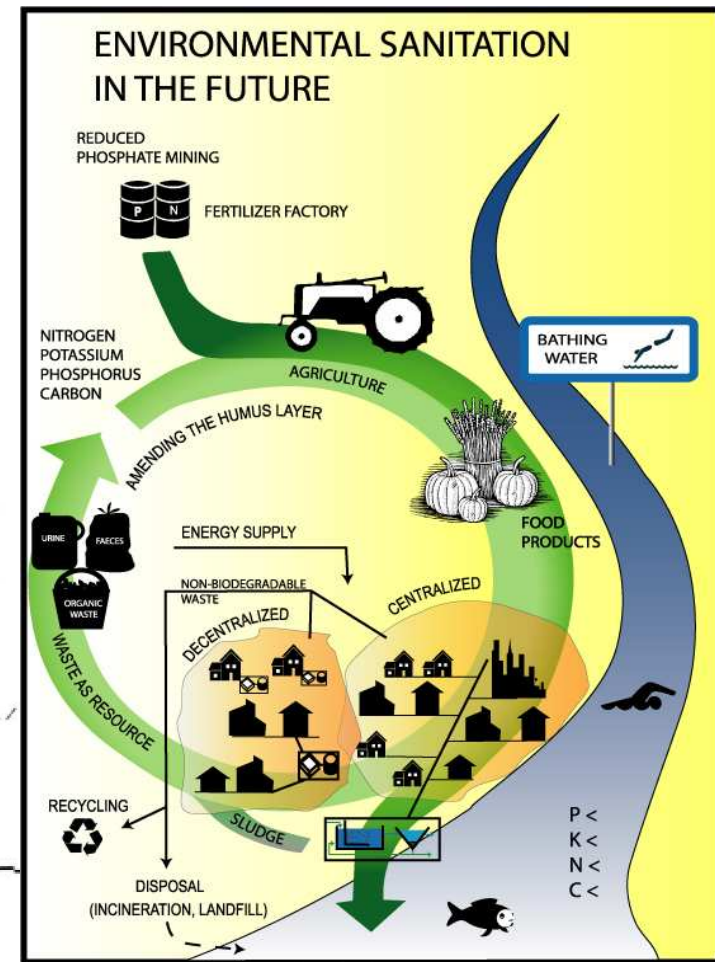 ENVIRONMENTAL SANITATION
IN THE FUTURE
REDUCED
PHOSPHATE MINING
P N
FERTILIZER FACTORY
NITROGEN
POTASSIUM
PHOSPHORUS
CARBON
AGRICULTURE
AMENDING THE HUMUS LAYER
BATHING
WATER
FOOD
PRODUCTS
URINE
FAECES
ORGANIC
WASTE
ENERGY SUPPLY
NON-BIODEGRADABLE
WASTE
DECENTRALIZED
CENTRALIZED
WASTE AS RESOURCE
RECYCLING
SLUDGE
DISPOSAL
(INCINERATION, LANDFILL)
P <
K <
N <
C <